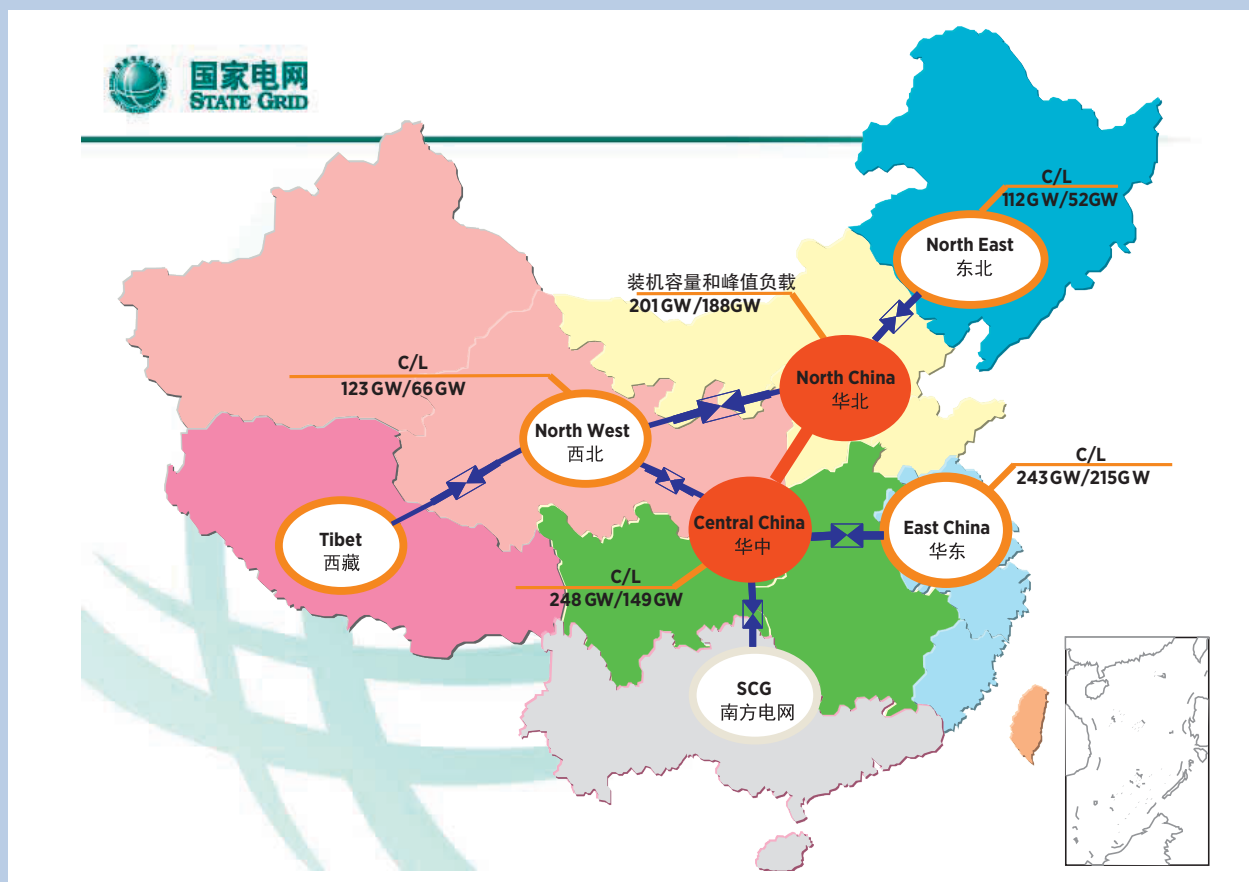 国家电网
STATE GRID
C/L
112GW/52GW
North East
东北
装机容量和峰值负载
201GW/188GW
North China
华北
C/L
123GW/66GW
North West
西北
C/L
243GW/215GW
Central China
华中
East China
华东
Tibet
西藏
C/L
248GW/149GW
SCG
南方电网